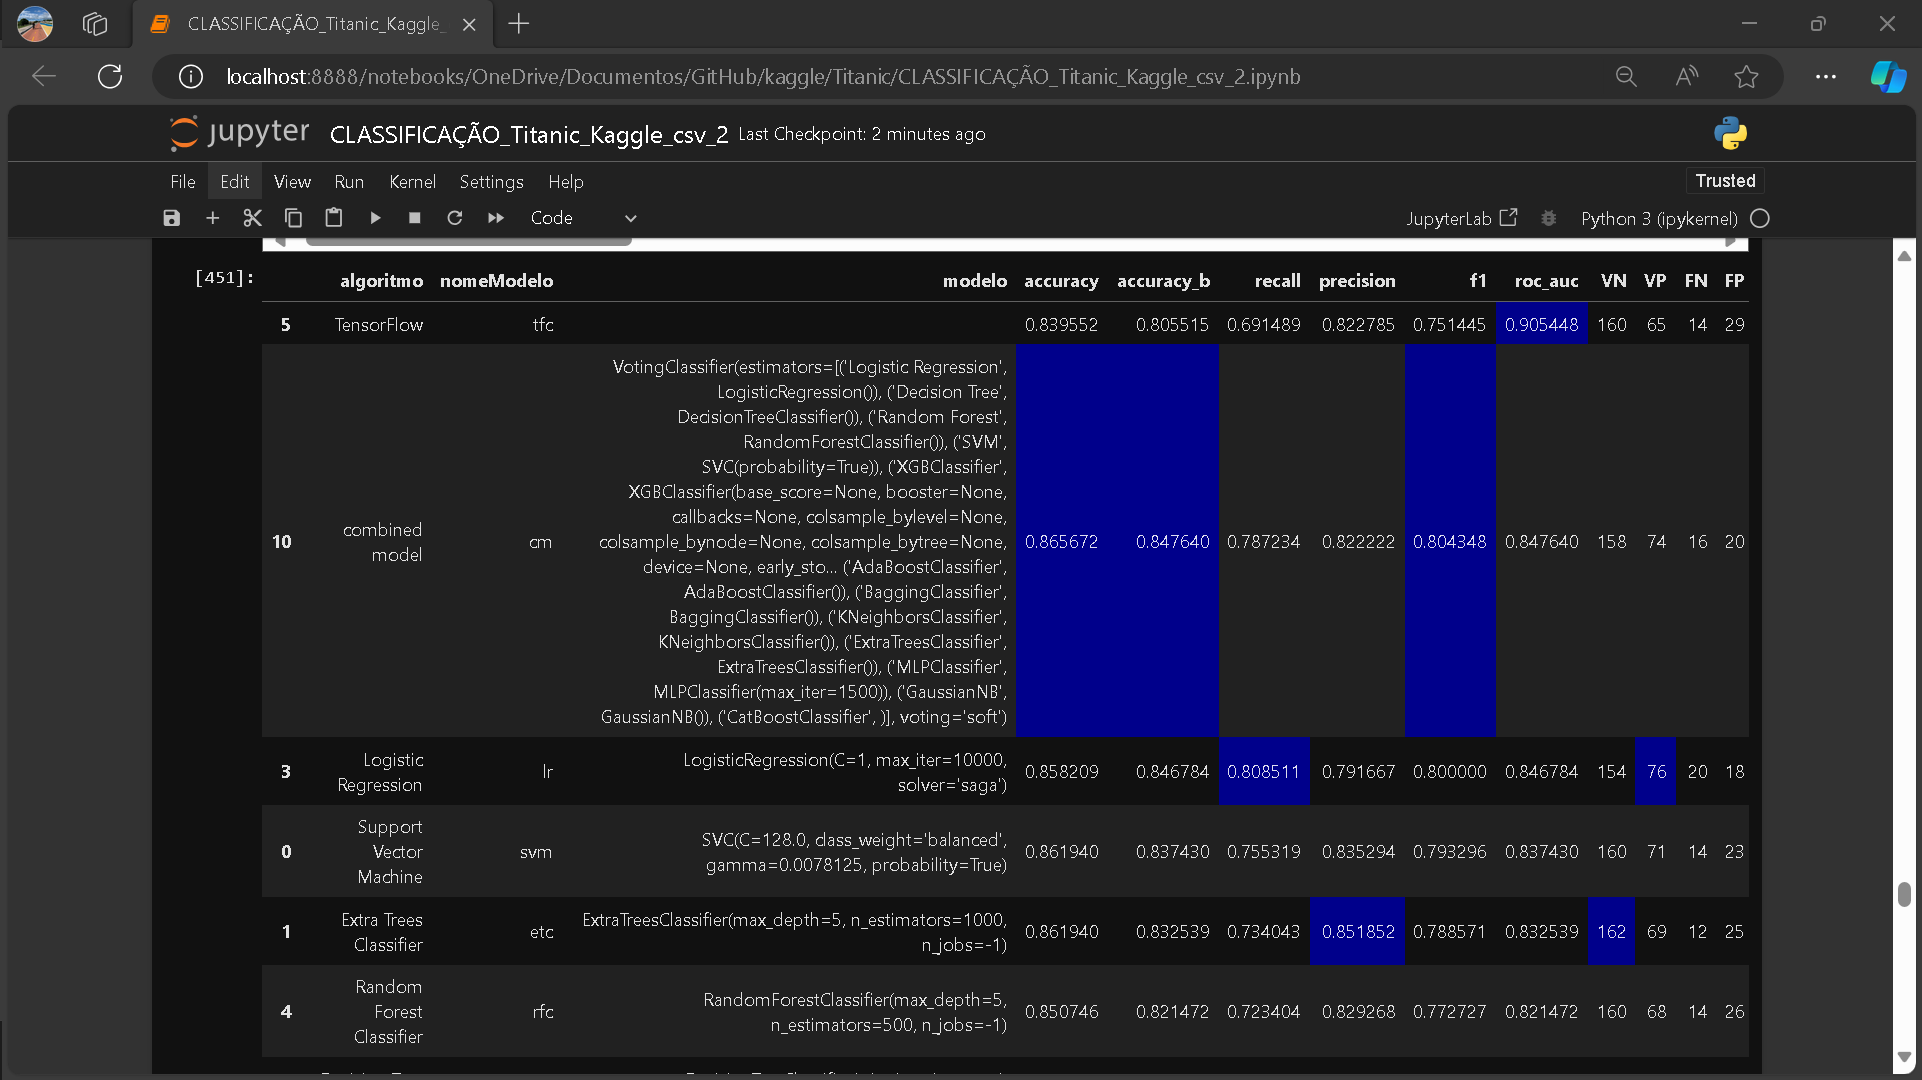 CLASSIFICAÇÃO_Titanic_Kaggle_
localhost:8888/notebooks/OneDrive/Documentos/GitHub/kaggle/Titanic/CLASSIFICAÇÃO_Titanic_Kaggle_csv_2.ipynb
jupyter CLASSIFICAÇÃO_Titanic_Kaggle_csv_2 Last Checkpoint: 2 minutes ago
File Edit View Run Kernel Settings Help Trusted
Code JupyterLab Python 3 (ipykernel)
[451]: algoritmo nomeModelo modelo accuracy accuracy_b recall precision f1 roc_auc VN VP FN FP
5 TensorFlow tfc 0.839552 0.805515 0.691489 0.822785 0.751445 0.905448 160 65 14 29
VotingClassifier(estimators=[('Logistic Regression',
LogisticRegression()), ('Decision Tree',
DecisionTreeClassifier()), ('Random Forest',
RandomForestClassifier()), ('SVM',
SVC(probability=True)), ('XGBClassifier',
XGBClassifier(base_score=None, booster=None,
callbacks=None, colsample_bylevel=None,
10 combined model cm colsample_bynode=None, colsample_bytree=None, 0.865672 0.847640 0.787234 0.822222 0.804348 0.847640 158 74 16 20
device=None, early_sto... ('AdaBoostClassifier',
AdaBoostClassifier()), ('BaggingClassifier',
BaggingClassifier()), ('KNeighborsClassifier',
KNeighborsClassifier()), ('ExtraTreesClassifier',
ExtraTreesClassifier()), ('MLPClassifier',
MLPClassifier(max_iter=1500)), ('GaussianNB',
GaussianNB()), ('CatBoostClassifier', )], voting='soft')
3 Logistic Regression lr LogisticRegression(C=1, max_iter=10000, solver='saga') 0.858209 0.846784 0.808511 0.791667 0.800000 0.846784 154 76 20 18
0 Support Vector Machine svm SVC(C=128.0, class_weight='balanced', gamma=0.0078125, probability=True) 0.861940 0.837430 0.755319 0.835294 0.793296 0.837430 160 71 14 23
1 Extra Trees Classifier etc ExtraTreesClassifier(max_depth=5, n_estimators=1000, n_jobs=-1) 0.861940 0.832539 0.734043 0.851852 0.788571 0.832539 162 69 12 25
4 Random Forest Classifier rfc RandomForestClassifier(max_depth=5, n_estimators=500, n_jobs=-1) 0.850746 0.821472 0.723404 0.829268 0.772727 0.821472 160 68 14 26